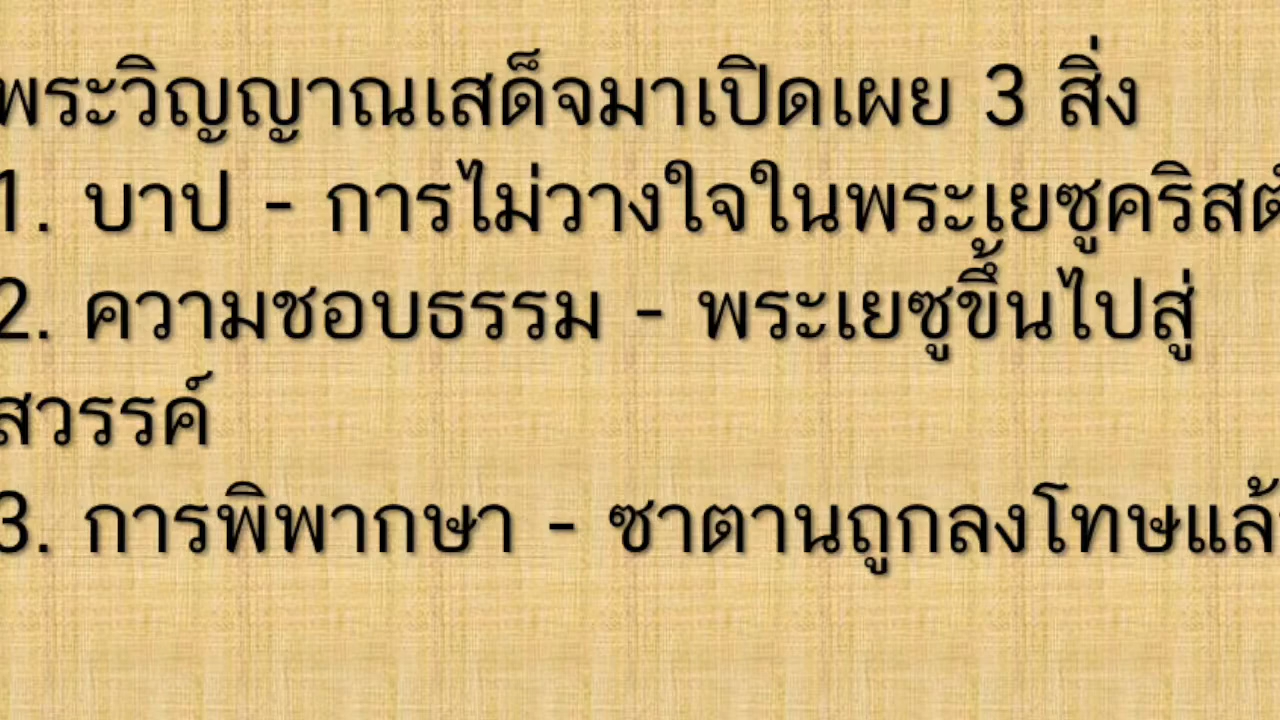 พระวิญญาณเสด็จมาเปิดเผย 3 สิ่ง
1. บาป - การไม่วางใจในพระเยซูคริสต์
2. ความชอบธรรม - พระเยซูขึ้นไปสู่
สวรรค์
3. การพิพากษา - ซาตานถูกลงโทษแล้ว